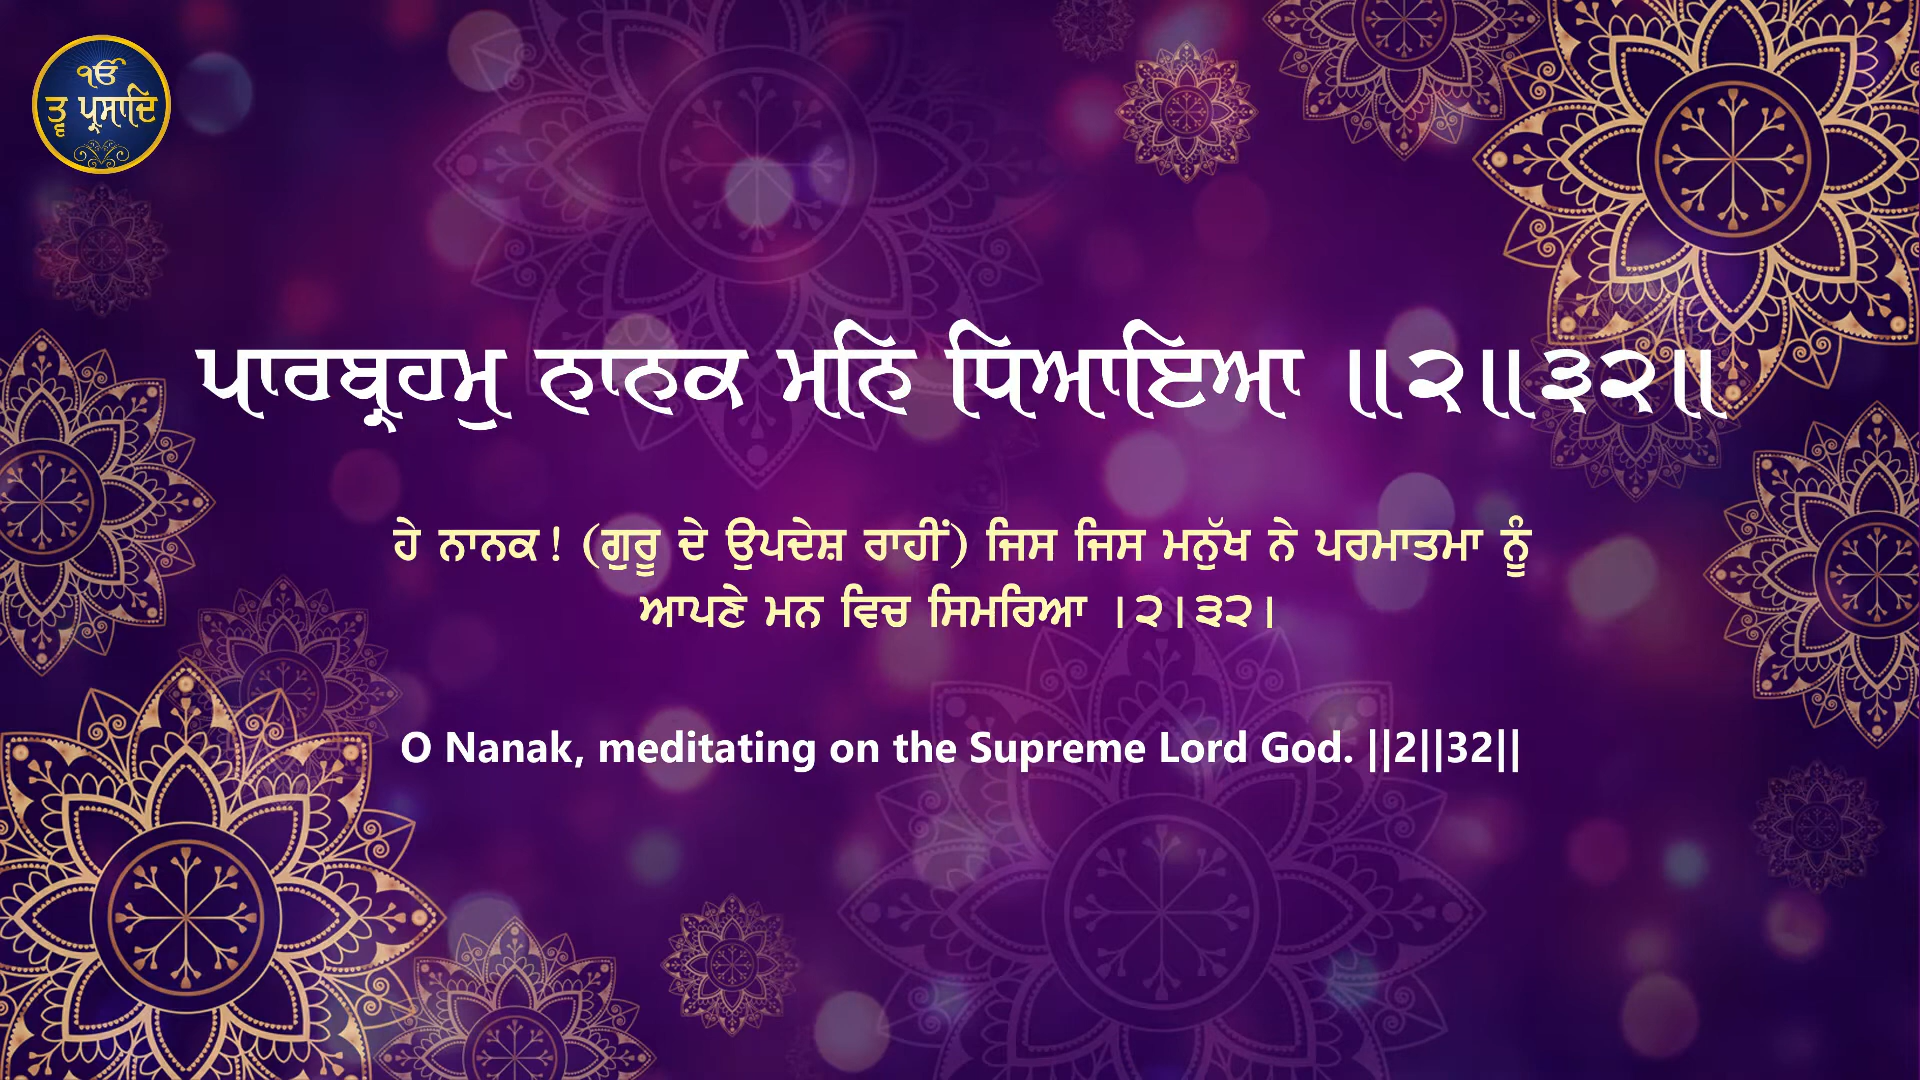 ੴ
ਤ੍ਵ ਪ੍ਰਸਾਦਿ
ਪਾਰਬ੍ਰਹਮੁ ਨਾਨਕ ਮਨਿ ਧਿਆਇਆ ॥੨॥੩੨॥
ਹੇ ਨਾਨਕ! (ਗੁਰੂ ਦੇ ਉਪਦੇਸ਼ ਰਾਹੀਂ) ਜਿਸ ਜਿਸ ਮਨੁੱਖ ਨੇ ਪਰਮਾਤਮਾ ਨੂੰ
ਆਪਣੇ ਮਨ ਵਿਚ ਸਿਮਰਿਆ ।੨।੩੨।
O Nanak, meditating on the Supreme Lord God. ||2||32||